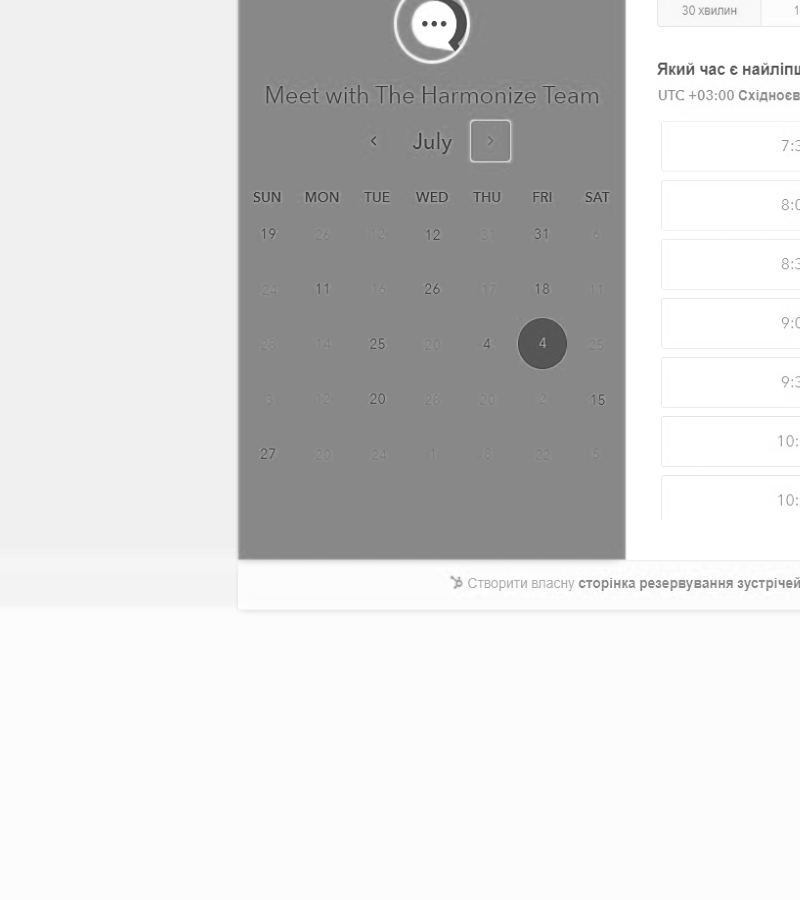 30 хвилин
Meet with The Harmonize Team
July
SUN MON TUE WED THU FRI SAT
19 26 12 12 31 31 6
24 11 16 26 17 18 11
28 14 25 20 4 4 25
3 12 20 28 20 2 15
27 20 24 1 8 22 5
Який час є
UTC +03:00
7:3
8:0
8:3
9:0
9:3
10:
10:
Створити власну сторінка резервування зустрічей